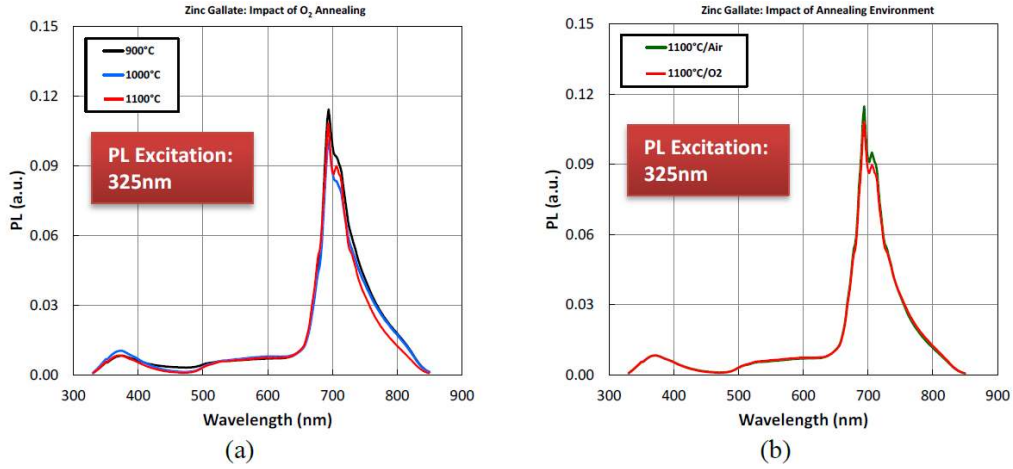 Zinc Gallate: Impact of O₂ Annealing
0.15
0.12
0.09
0.06
0.03
0.00
PL (a.u.)
900°C
1000°C
1100°C
PL Excitation:
325nm
300 400 500 600 700 800 900
Wavelength (nm)
(a)
Zinc Gallate: Impact of Annealing Environment
0.15
0.12
0.09
0.06
0.03
0.00
PL (a.u.)
1100°C/Air
1100°C/O2
PL Excitation:
325nm
300 400 500 600 700 800 900
Wavelength (nm)
(b)